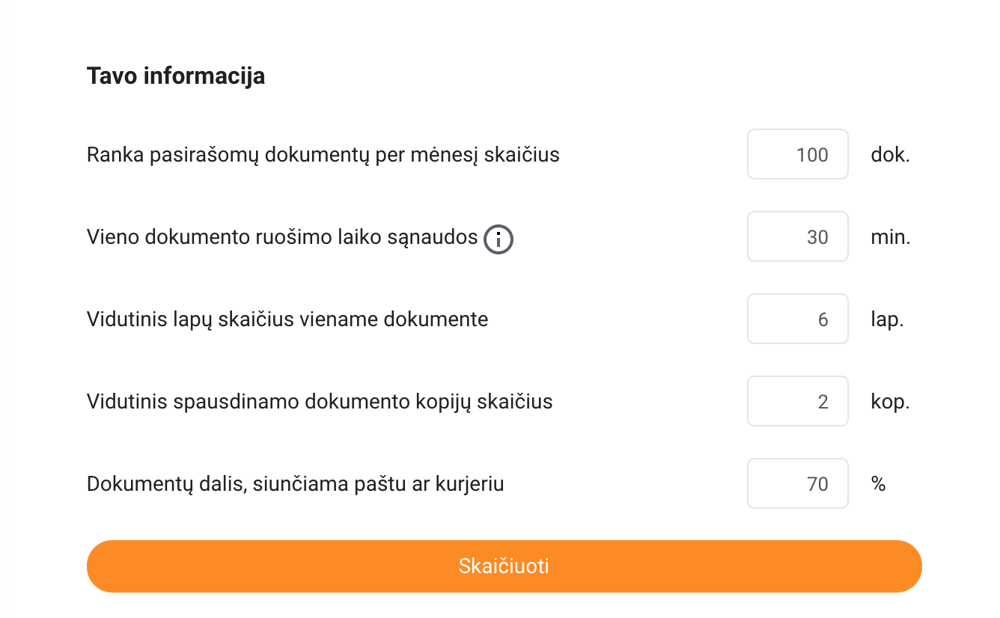 Tavo informacija
Ranka pasirašomų dokumentų per mėnesį skaičius 100 dok.
Vieno dokumento ruošimo laiko sąnaudos 30 min.
Vidutinis lapų skaičius viename dokumente 6 lap.
Vidutinis spausdinamo dokumento kopijų skaičius 2 kop.
Dokumentų dalis, siunčiama paštu ar kurjeriu 70 %
Skaičiuoti